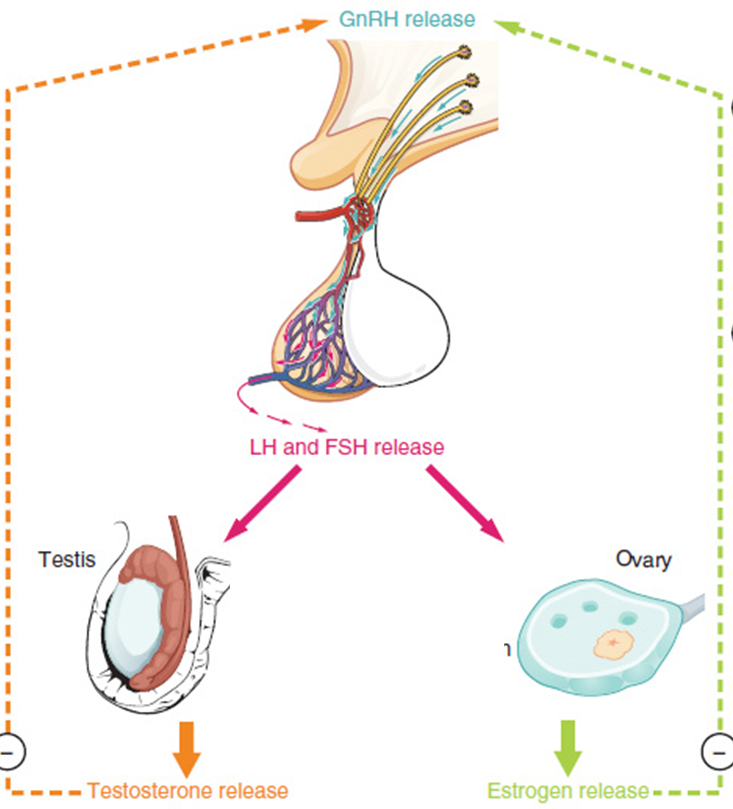 GnRH release
LH and FSH release
Testis
Ovary
n
−
−
Testosterone release
Estrogen release